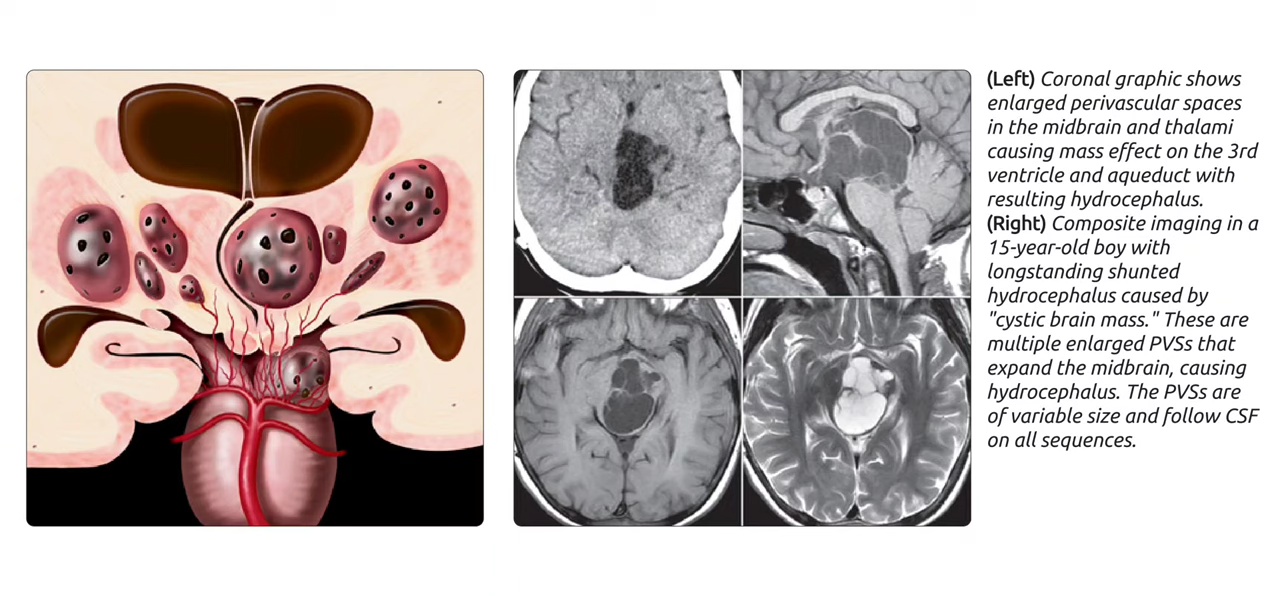 (Left) Coronal graphic shows
enlarged perivascular spaces
in the midbrain and thalami
causing mass effect on the 3rd
ventricle and aqueduct with
resulting hydrocephalus.
(Right) Composite imaging in a
15-year-old boy with
longstanding shunted
hydrocephalus caused by
"cystic brain mass." These are
multiple enlarged PVSs that
expand the midbrain, causing
hydrocephalus. The PVSs are
of variable size and follow CSF
on all sequences.